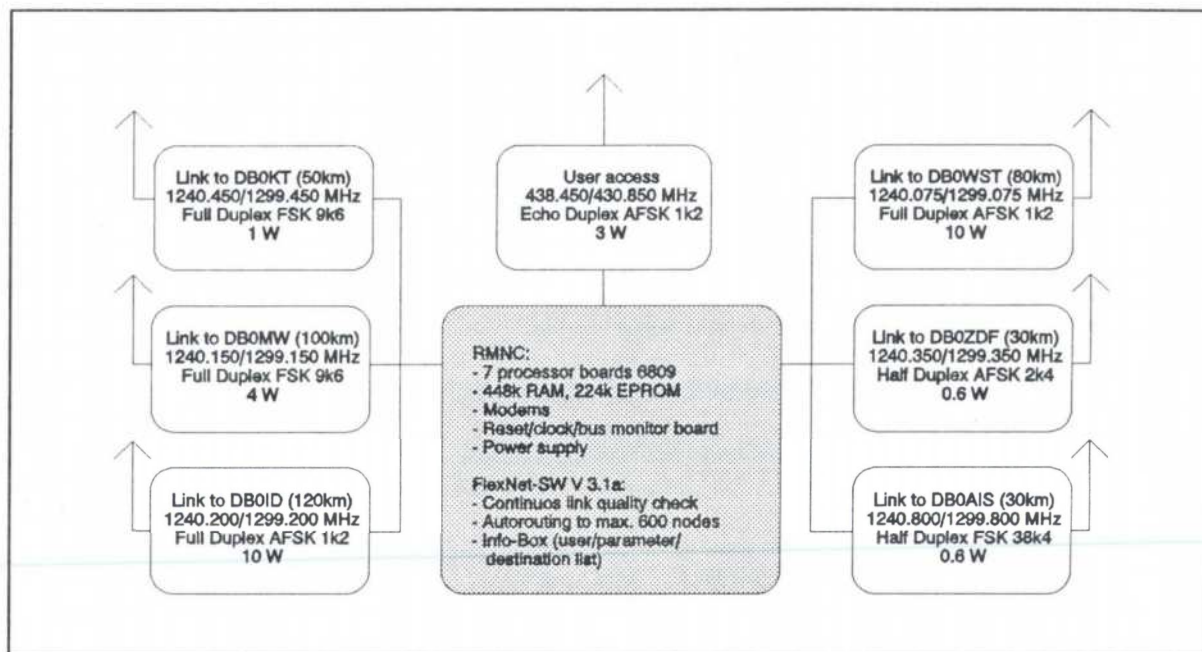 Link to DB0KT (50km)
1240.450/1299.450 MHz
Full Duplex FSK 9k6
1 W
User access
438.450/430.850 MHz
Echo Duplex AFSK 1k2
3 W
Link to DB0WST (80km)
1240.075/1299.075 MHz
Full Duplex AFSK 1k2
10 W
Link to DB0MW (100km)
1240.150/1299.150 MHz
Full Duplex FSK 9k6
4 W
RMNC:
- 7 processor boards 6809
- 448k RAM, 224k EPROM
- Modems
- Reset/clock/bus monitor board
- Power supply
FlexNet-SW V 3.1a:
- Continuos link quality check
- Autorouting to max. 600 nodes
- Info-Box (user/parameter/
destination list)
Link to DB0ZDF (30km)
1240.350/1299.350 MHz
Half Duplex AFSK 2k4
0.6 W
Link to DB0ID (120km)
1240.200/1299.200 MHz
Full Duplex AFSK 1k2
10 W
Link to DB0AIS (30km)
1240.800/1299.800 MHz
Half Duplex FSK 38k4
0.6 W